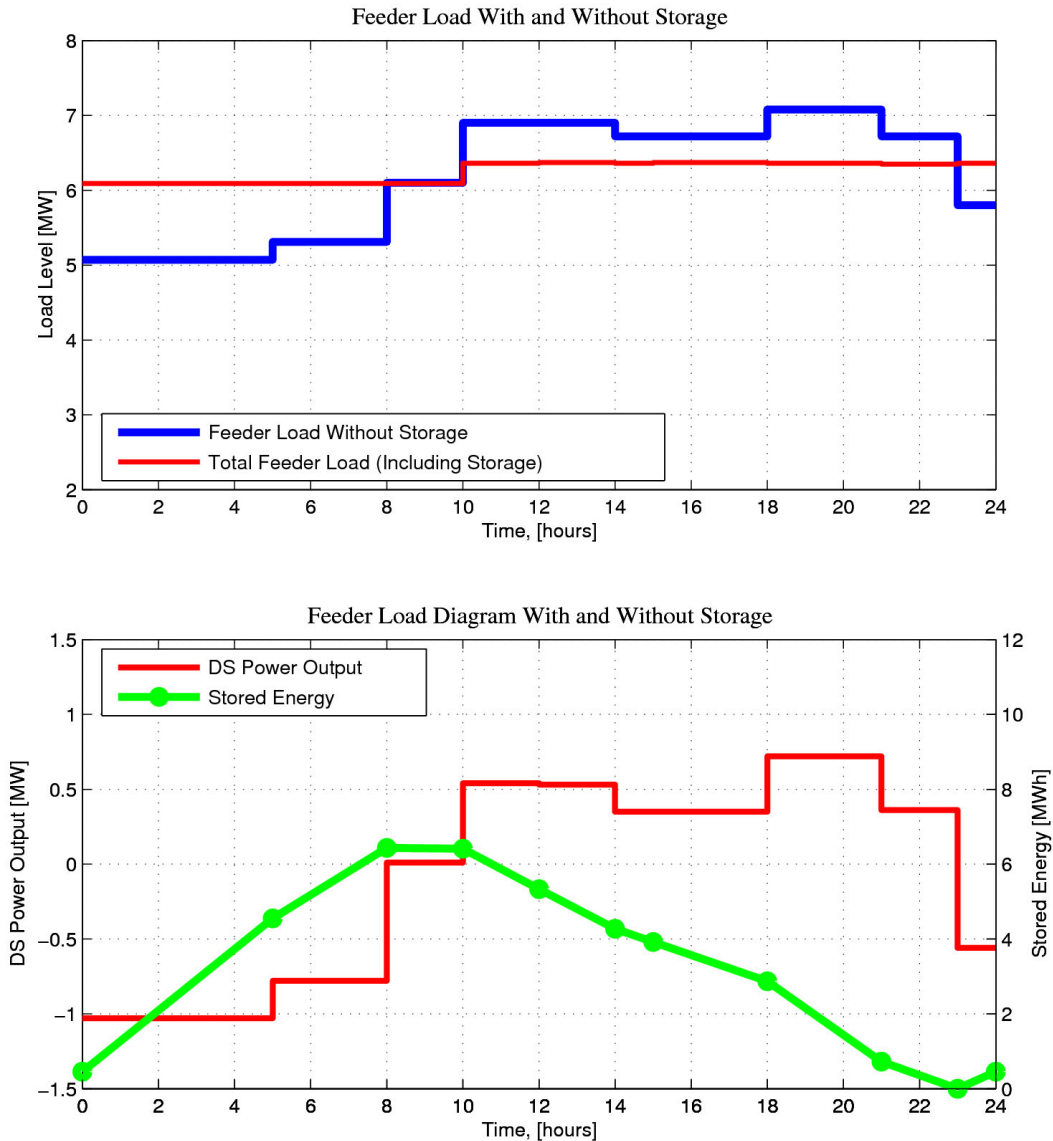 Feeder Load With and Without Storage
8
7
6
5
4
3
2
Load Level [MW]
Feeder Load Without Storage
Total Feeder Load (Including Storage)
0 2 4 6 8 10 12 14 16 18 20 22 24
Time, [hours]
Feeder Load Diagram With and Without Storage
1.5
1
0.5
0
−0.5
−1
−1.5
DS Power Output [MW]
DS Power Output
Stored Energy
12
10
8
6
4
2
0
Stored Energy [MWh]
0 2 4 6 8 10 12 14 16 18 20 22 24
Time, [hours]